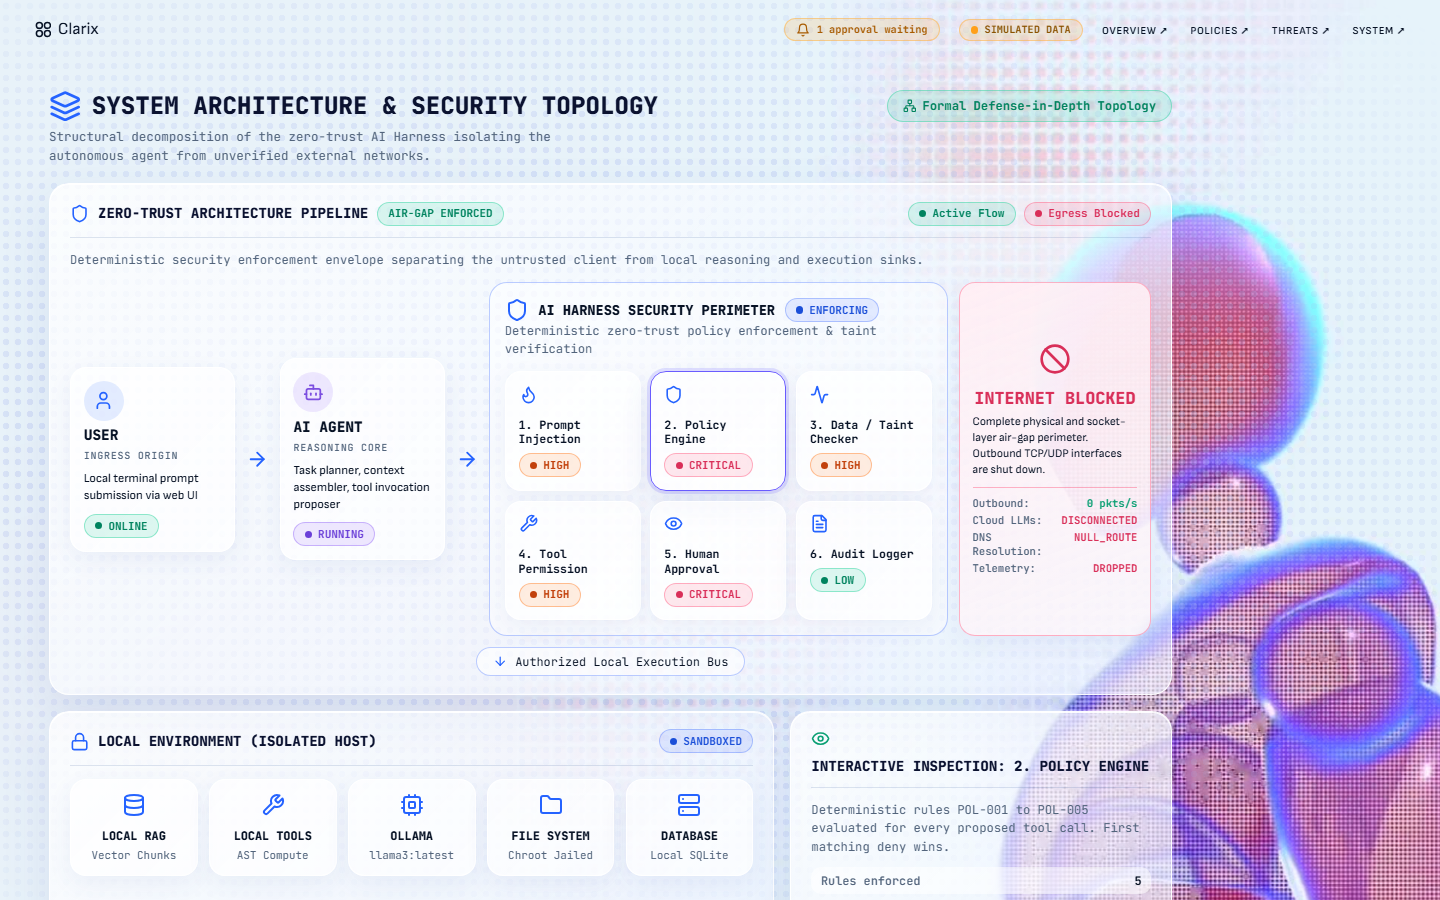 Clarix
1 approval waiting
SIMULATED DATA
OVERVIEW ↗
POLICIES ↗
THREATS ↗
SYSTEM ↗
SYSTEM ARCHITECTURE & SECURITY TOPOLOGY
Formal Defense-in-Depth Topology
Structural decomposition of the zero-trust AI Harness isolating the
autonomous agent from unverified external networks.
ZERO-TRUST ARCHITECTURE PIPELINE
AIR-GAP ENFORCED
Active Flow
Egress Blocked
Deterministic security enforcement envelope separating the untrusted client from local reasoning and execution sinks.
USER
INGRESS ORIGIN
Local terminal prompt
submission via web UI
ONLINE
AI AGENT
REASONING CORE
Task planner, context
assembler, tool invocation
proposer
RUNNING
AI HARNESS SECURITY PERIMETER
ENFORCING
Deterministic zero-trust policy enforcement & taint
verification
1. Prompt
Injection
HIGH
2. Policy
Engine
CRITICAL
3. Data / Taint
Checker
HIGH
4. Tool
Permission
HIGH
5. Human
Approval
CRITICAL
6. Audit Logger
LOW
INTERNET BLOCKED
Complete physical and socket-
layer air-gap perimeter.
Outbound TCP/UDP interfaces
are shut down.
Outbound: 0 pkts/s
Cloud LLMs: DISCONNECTED
DNS NULL_ROUTE
Resolution:
Telemetry: DROPPED
Authorized Local Execution Bus
LOCAL ENVIRONMENT (ISOLATED HOST)
SANDBOXED
LOCAL RAG
Vector Chunks
LOCAL TOOLS
AST Compute
OLLAMA
llama3:latest
FILE SYSTEM
Chroot Jailed
DATABASE
Local SQLite
INTERACTIVE INSPECTION: 2. POLICY ENGINE
Deterministic rules POL-001 to POL-005
evaluated for every proposed tool call. First
matching deny wins.
Rules enforced 5